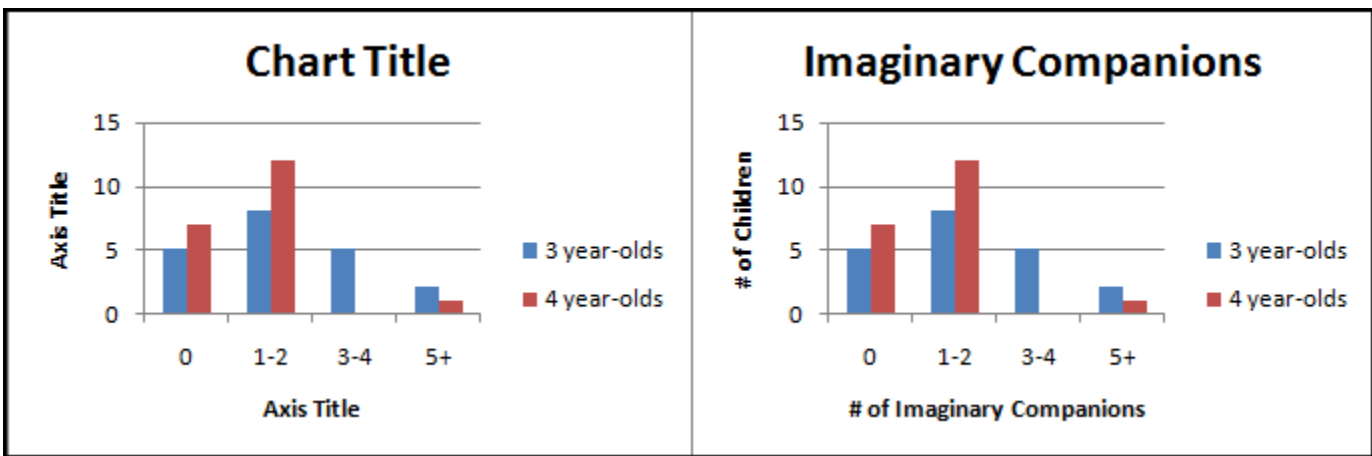 Chart Title
15
10
5
0
Axis Title
0 1-2 3-4 5+
Axis Title
3 year-olds
4 year-olds
Imaginary Companions
15
10
5
0
# of Children
0 1-2 3-4 5+
# of Imaginary Companions
3 year-olds
4 year-olds